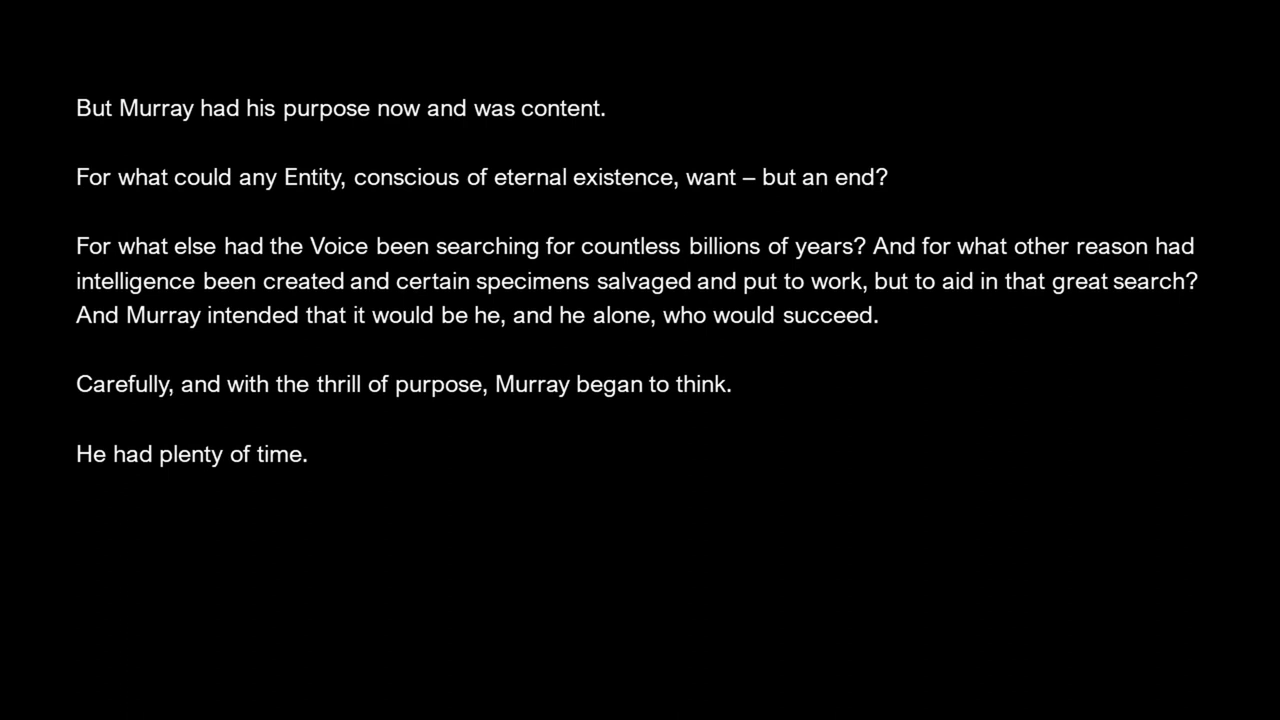 But Murray had his purpose now and was content.
For what could any Entity, conscious of eternal existence, want – but an end?
For what else had the Voice been searching for countless billions of years? And for what other reason had
intelligence been created and certain specimens salvaged and put to work, but to aid in that great search?
And Murray intended that it would be he, and he alone, who would succeed.
Carefully, and with the thrill of purpose, Murray began to think.
He had plenty of time.